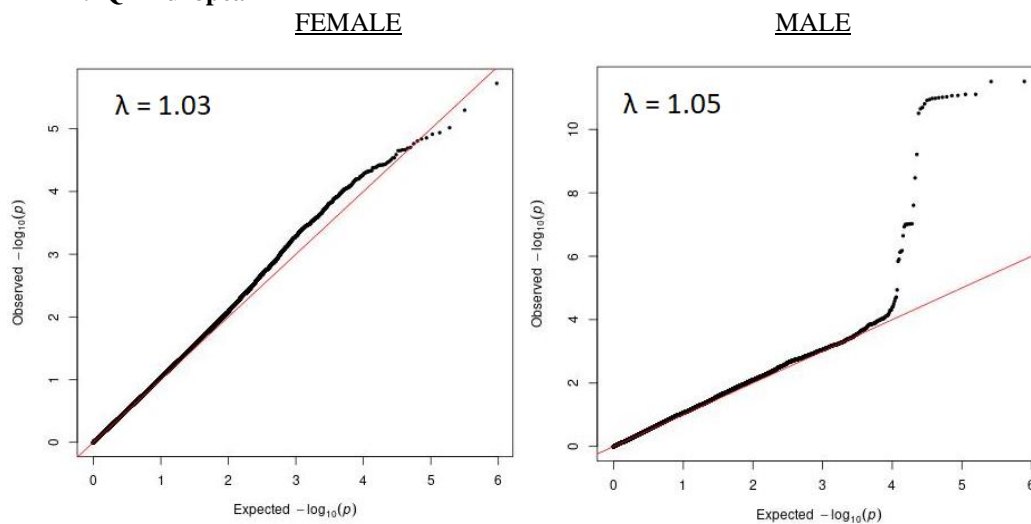 FEMALE
MALE
λ = 1.03
λ = 1.05
5
4
3
2
1
0
Observed −log10(p)
0 1 2 3 4 5 6
Expected −log10(p)
10
8
6
4
2
0
Observed −log10(p)
0 1 2 3 4 5 6
Expected −log10(p)